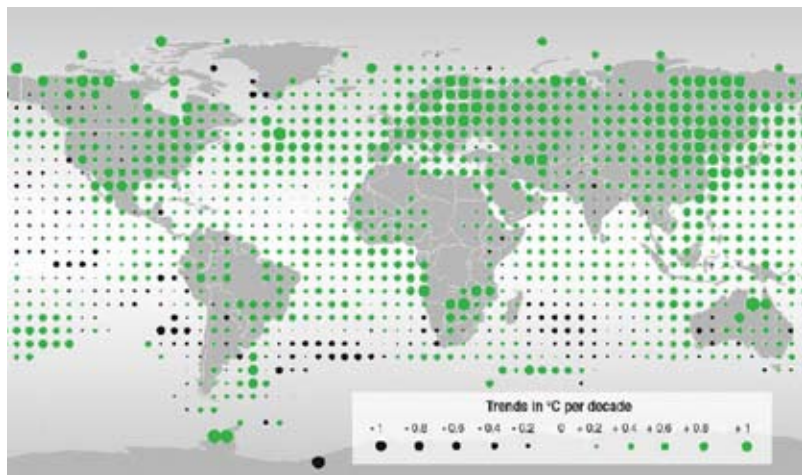 Trends in °C per decade
- 1 - 0.8 - 0.6 - 0.4 - 0.2 0 + 0.2 + 0.4 + 0.6 + 0.8 + 1